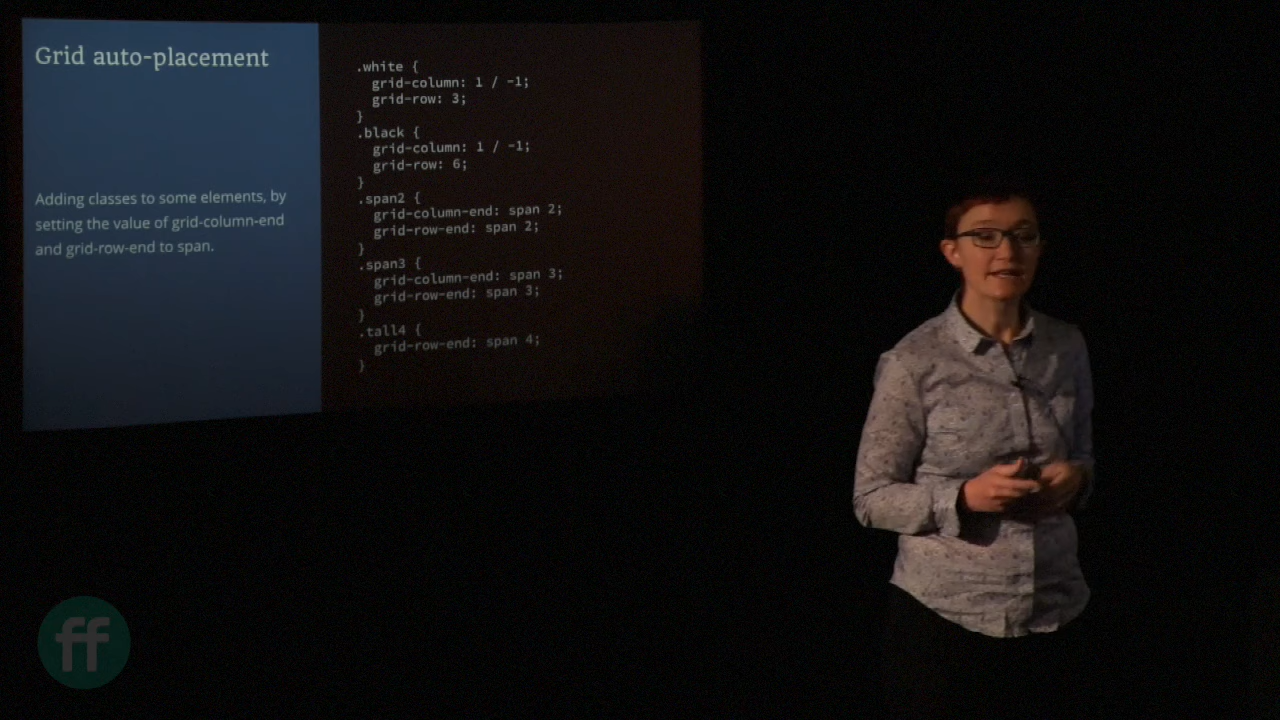 Grid auto-placement
Adding classes to some elements, by
setting the value of grid-column-end
and grid-row-end to span.
.white {
grid-column: 1 / -1;
grid-row: 3;
}
.black {
grid-column: 1 / -1;
grid-row: 6;
}
.span2 {
grid-column-end: span 2;
grid-row-end: span 2;
}
.span3 {
grid-column-end: span 3;
grid-row-end: span 3;
}
.tall4 {
grid-row-end: span 4;
}
ff